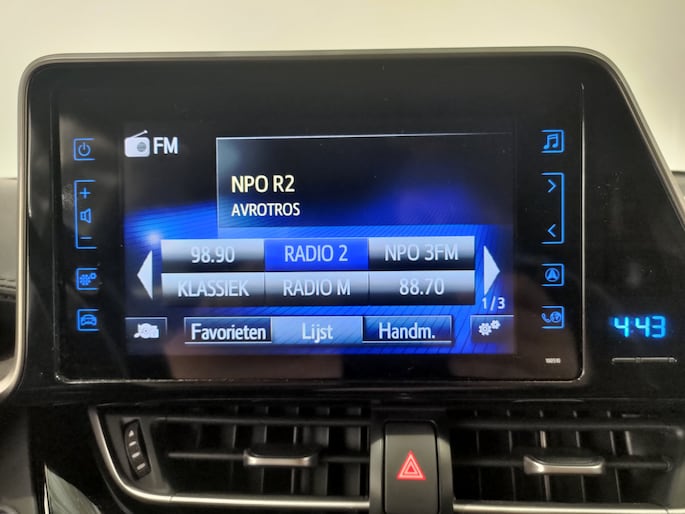 FM
NPO R2
AVROTROS
98.90 RADIO 2 NPO 3FM
KLASSIEK RADIO M 88.70
1/3
Favorieten Lijst Handm.
4:43